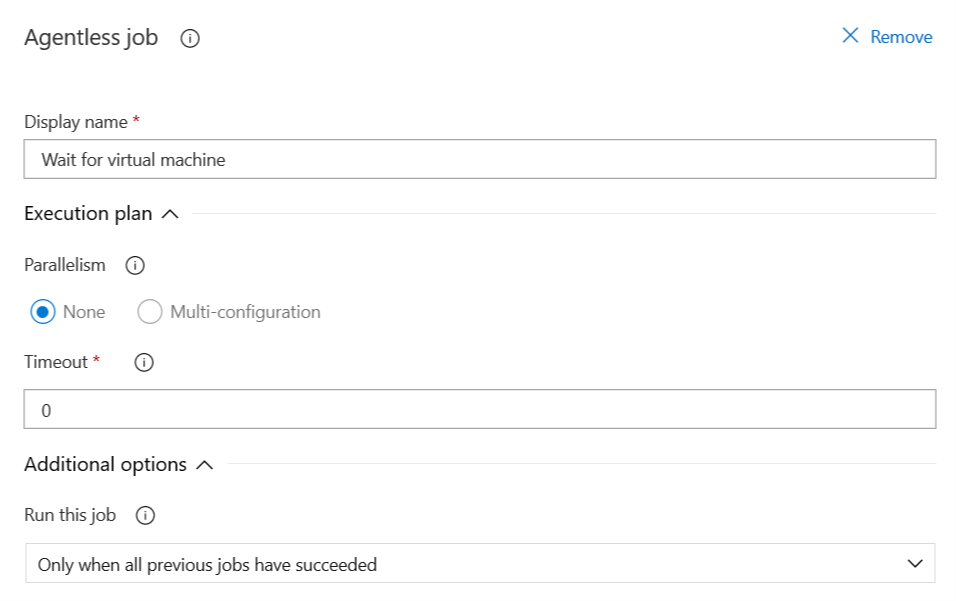 Agentless job
Remove
Display name *
Wait for virtual machine
Execution plan
Parallelism
None
Multi-configuration
Timeout *
0
Additional options
Run this job
Only when all previous jobs have succeeded